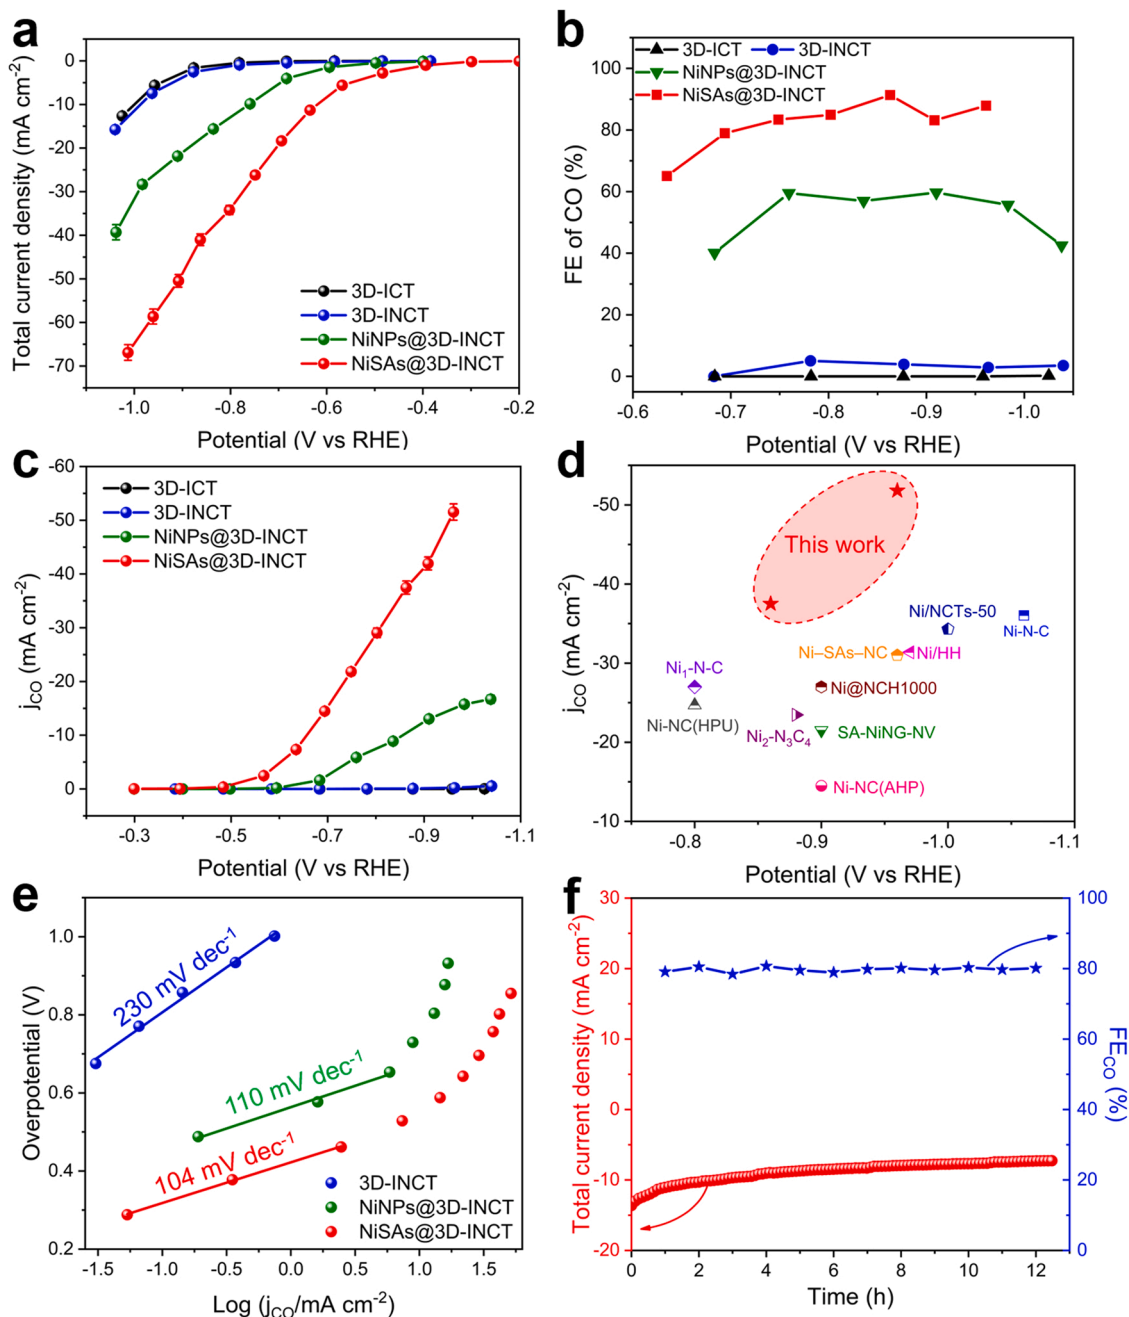 a
Total current density (mA cm-2)
0
-10
-20
-30
-40
-50
-60
-70
3D-ICT
3D-INCT
NiNPs@3D-INCT
NiSAs@3D-INCT
-1.0
-0.8
-0.6
-0.4
-0.2
Potential (V vs RHE)
b
FE of CO (%)
100
80
60
40
20
0
3D-ICT
3D-INCT
NiNPs@3D-INCT
NiSAs@3D-INCT
-0.6
-0.7
-0.8
-0.9
-1.0
Potential (V vs RHE)
c
jCO (mA cm-2)
-60
-50
-40
-30
-20
-10
0
3D-ICT
3D-INCT
NiNPs@3D-INCT
NiSAs@3D-INCT
-0.3
-0.5
-0.7
-0.9
-1.1
Potential (V vs RHE)
d
jCO (mA cm-2)
-50
-40
-30
-20
-10
This work
Ni/NCTs-50
Ni-N-C
Ni–SAs–NC
Ni/HH
Ni1-N-C
Ni@NCH1000
Ni-NC(HPU)
Ni2-N3C4
SA-NiNG-NV
Ni-NC(AHP)
-0.8
-0.9
-1.0
-1.1
Potential (V vs RHE)
e
Overpotential (V)
1.0
0.8
0.6
0.4
0.2
230 mV dec-1
110 mV dec-1
104 mV dec-1
3D-INCT
NiNPs@3D-INCT
NiSAs@3D-INCT
-1.5
-1.0
-0.5
0.0
0.5
1.0
1.5
Log (jCO/mA cm-2)
f
Total current density (mA cm-2)
30
20
10
0
-10
-20
100
80
60
40
20
0
FECO (%)
0
2
4
6
8
10
12
Time (h)